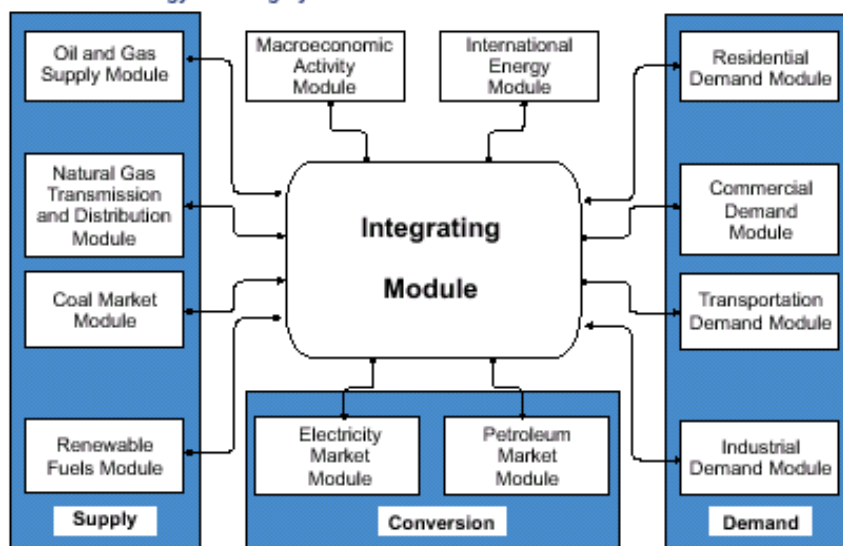 Oil and Gas
Supply Module
Macroeconomic
Activity
Module
International
Energy
Module
Residential
Demand Module
Natural Gas
Transmission
and Distribution
Module
Commercial
Demand
Module
Integrating
Module
Coal Market
Module
Transportation
Demand Module
Renewable
Fuels Module
Electricity
Market
Module
Petroleum
Market
Module
Industrial
Demand Module
Supply
Conversion
Demand